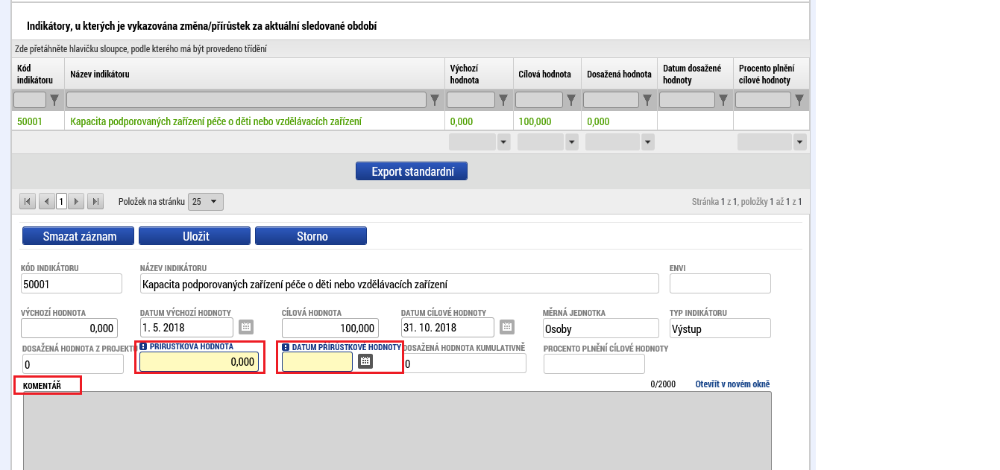 Indikátory, u kterých je vykazována změna/přírůstek za aktuální sledované období
Zde přetáhněte hlavičku sloupce, podle kterého má být provedeno třídění
Kód indikátoru Název indikátoru Výchozí hodnota Cílová hodnota Dosažená hodnota Datum dosažené hodnoty Procento plnění cílové hodnoty
50001 Kapacita podporovaných zařízení péče o děti nebo vzdělávacích zařízení 0,000 100,000 0,000
Export standardní
1 Položek na stránku 25 Stránka 1 z 1, položky 1 až 1 z 1
Smazat záznam Uložit Storno
KÓD INDIKÁTORU NÁZEV INDIKÁTORU ENVI
50001 Kapacita podporovaných zařízení péče o děti nebo vzdělávacích zařízení
VÝCHOZÍ HODNOTA DATUM VÝCHOZÍ HODNOTY CÍLOVÁ HODNOTA DATUM CÍLOVÉ HODNOTY MĚRNÁ JEDNOTKA TYP INDIKÁTORU
0,000 1. 5. 2018 100,000 31. 10. 2018 Osoby Výstup
DOSAŽENÁ HODNOTA Z PROJEKTU PŘÍRŮSTKOVÁ HODNOTA DATUM PŘÍRŮSTKOVÉ HODNOTY DOSAŽENÁ HODNOTA KUMULATIVNĚ PROCENTO PLNĚNÍ CÍLOVÉ HODNOTY
0 0,000 0
KOMENTÁŘ 0/2000 Otevřít v novém okně